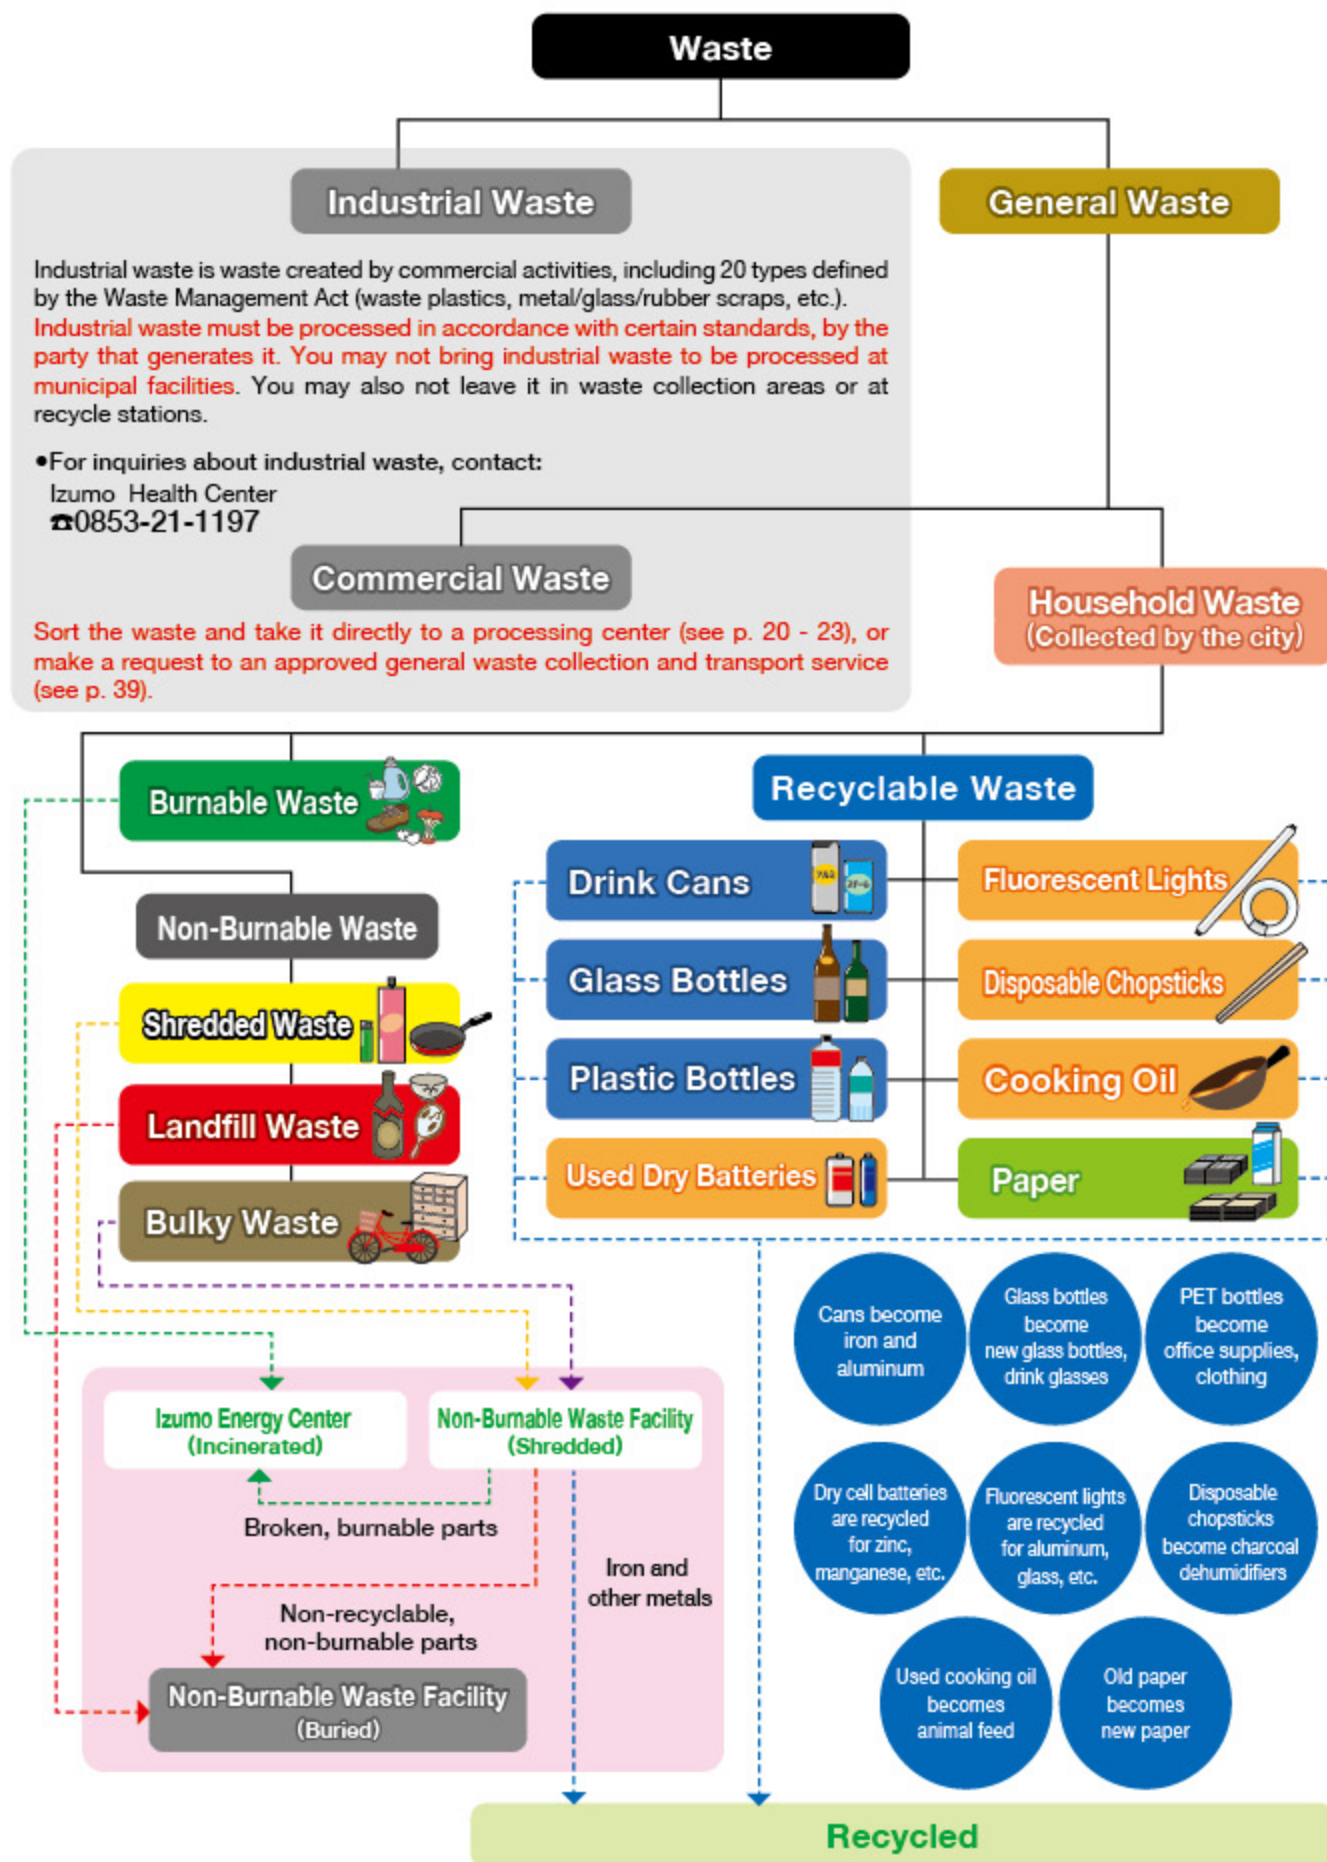 Waste
Industrial Waste
General Waste
Industrial waste is waste created by commercial activities, including 20 types defined
by the Waste Management Act (waste plastics, metal/glass/rubber scraps, etc.).
Industrial waste must be processed in accordance with certain standards, by the
party that generates it. You may not bring industrial waste to be processed at
municipal facilities. You may also not leave it in waste collection areas or at
recycle stations.
•For inquiries about industrial waste, contact:
Izumo Health Center
☎0853-21-1197
Commercial Waste
Sort the waste and take it directly to a processing center (see p. 20 - 23), or
make a request to an approved general waste collection and transport service
(see p. 39).
Household Waste
(Collected by the city)
Burnable Waste
Non-Burnable Waste
Shredded Waste
Landfill Waste
Bulky Waste
Recyclable Waste
Drink Cans
Fluorescent Lights
Glass Bottles
Disposable Chopsticks
Plastic Bottles
Cooking Oil
Used Dry Batteries
Paper
Izumo Energy Center
(Incinerated)
Non-Burnable Waste Facility
(Shredded)
Broken, burnable parts
Iron and
other metals
Non-recyclable,
non-burnable parts
Non-Burnable Waste Facility
(Buried)
Cans become
iron and
aluminum
Glass bottles
become
new glass bottles,
drink glasses
PET bottles
become
office supplies,
clothing
Dry cell batteries
are recycled
for zinc,
manganese, etc.
Fluorescent lights
are recycled
for aluminum,
glass, etc.
Disposable
chopsticks
become charcoal
dehumidifiers
Used cooking oil
becomes
animal feed
Old paper
becomes
new paper
Recycled